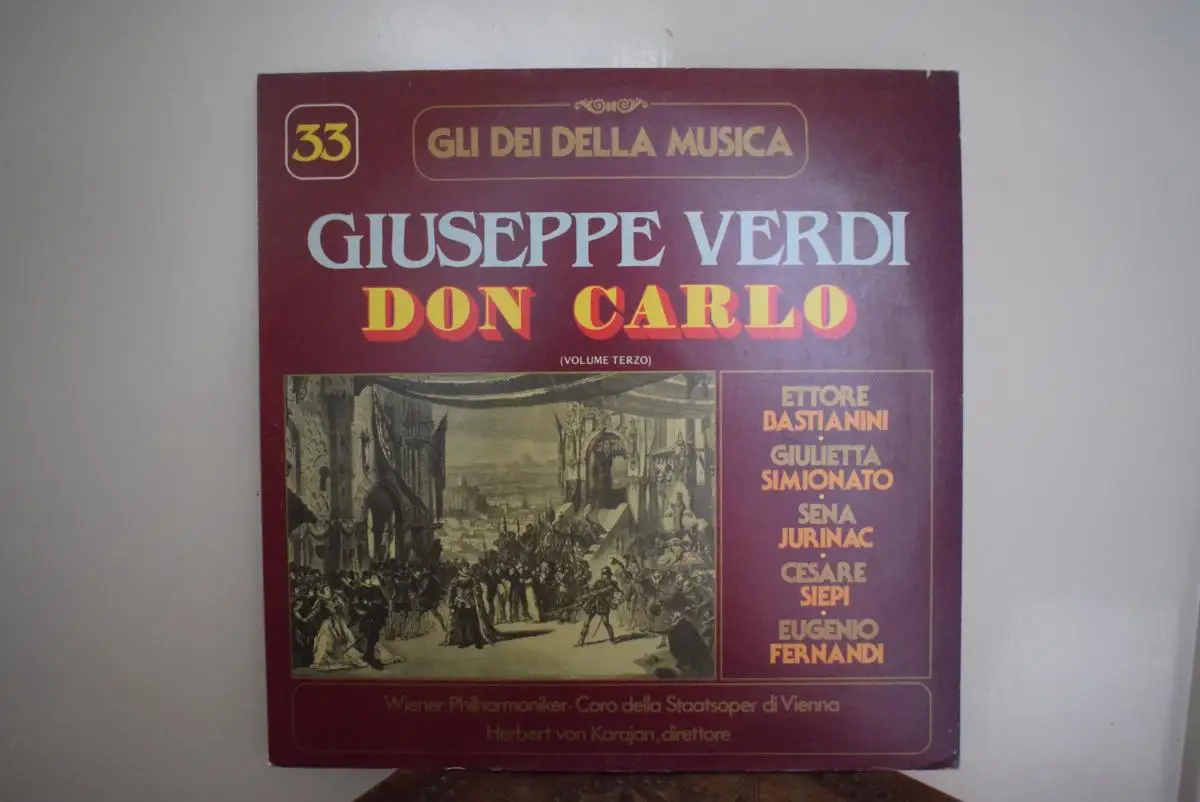 33
GLI DEI DELLA MUSICA
GIUSEPPE VERDI
DON CARLO
(VOLUME TERZO)
ETTORE
BASTIANINI
GIULIETTA
SIMIONATO
SENA
JURINAC
CESARE
SIEPI
EUGENIO
FERNANDI
Wiener Philharmoniker-Coro della Staatsoper di Vienna
Herbert von Karajan, direttore